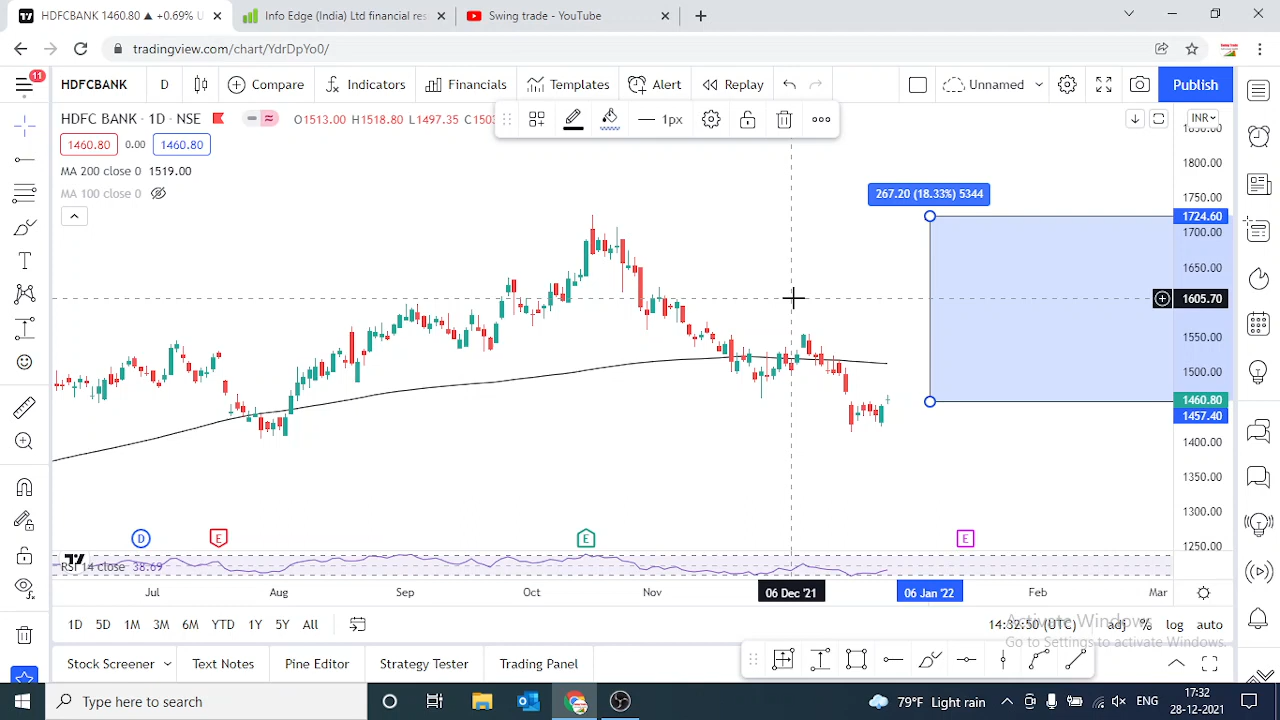 HDFCBANK 1460.80 ▲ +0.69% U
Info Edge (India) Ltd financial res
Swing trade - YouTube
tradingview.com/chart/YdrDpYo0/
11
HDFCBANK
D
Compare
Indicators
Financials
Templates
Alert
Replay
Unnamed
Publish
HDFC BANK · 1D · NSE
O1513.00 H1518.80 L1497.35
1px
INR
1460.80
0.00
1460.80
MA 200 close 0 1519.00
MA 100 close 0
267.20 (18.33%) 5344
1800.00
1750.00
1724.60
1700.00
1650.00
1605.70
1550.00
1500.00
1460.80
1457.40
1400.00
1350.00
1300.00
1250.00
D
E
E
E
RSI 14 close 38.69
Jul
Aug
Sep
Oct
Nov
06 Dec '21
06 Jan '22
Feb
Mar
1D
5D
1M
3M
6M
YTD
1Y
5Y
All
14:32:50 (UTC)
adj
%
log
auto
Activate Windows
Go to Settings to activate Windows.
Stock Screener
Text Notes
Pine Editor
Strategy Tester
Trading Panel
Type here to search
79°F Light rain
ENG
17:32
28-12-2021